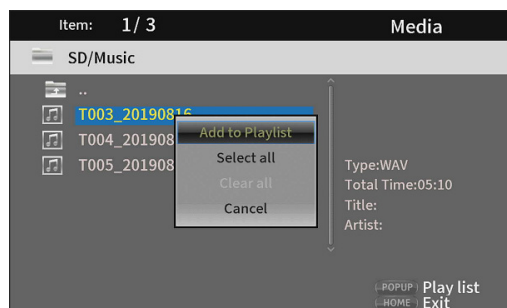 Item: 1/ 3 Media
SD/Music
..
T003_20190816
T004_201908
T005_201908
Add to Playlist
Select all
Clear all
Cancel
Type:WAV
Total Time:05:10
Title:
Artist:
POPUP Play list
HOME Exit